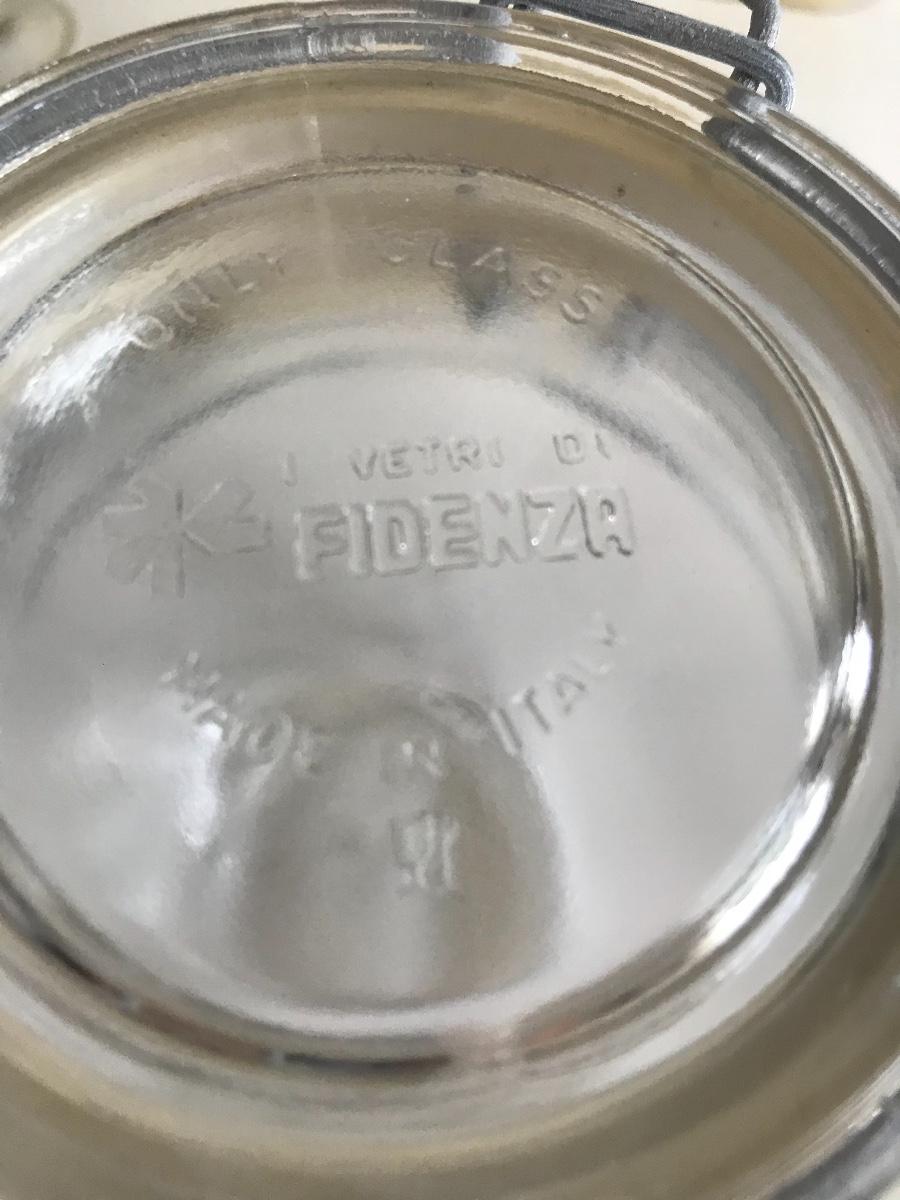 ONLY GLASS
I VETRI DI
FIDENZA
MADE IN ITALY